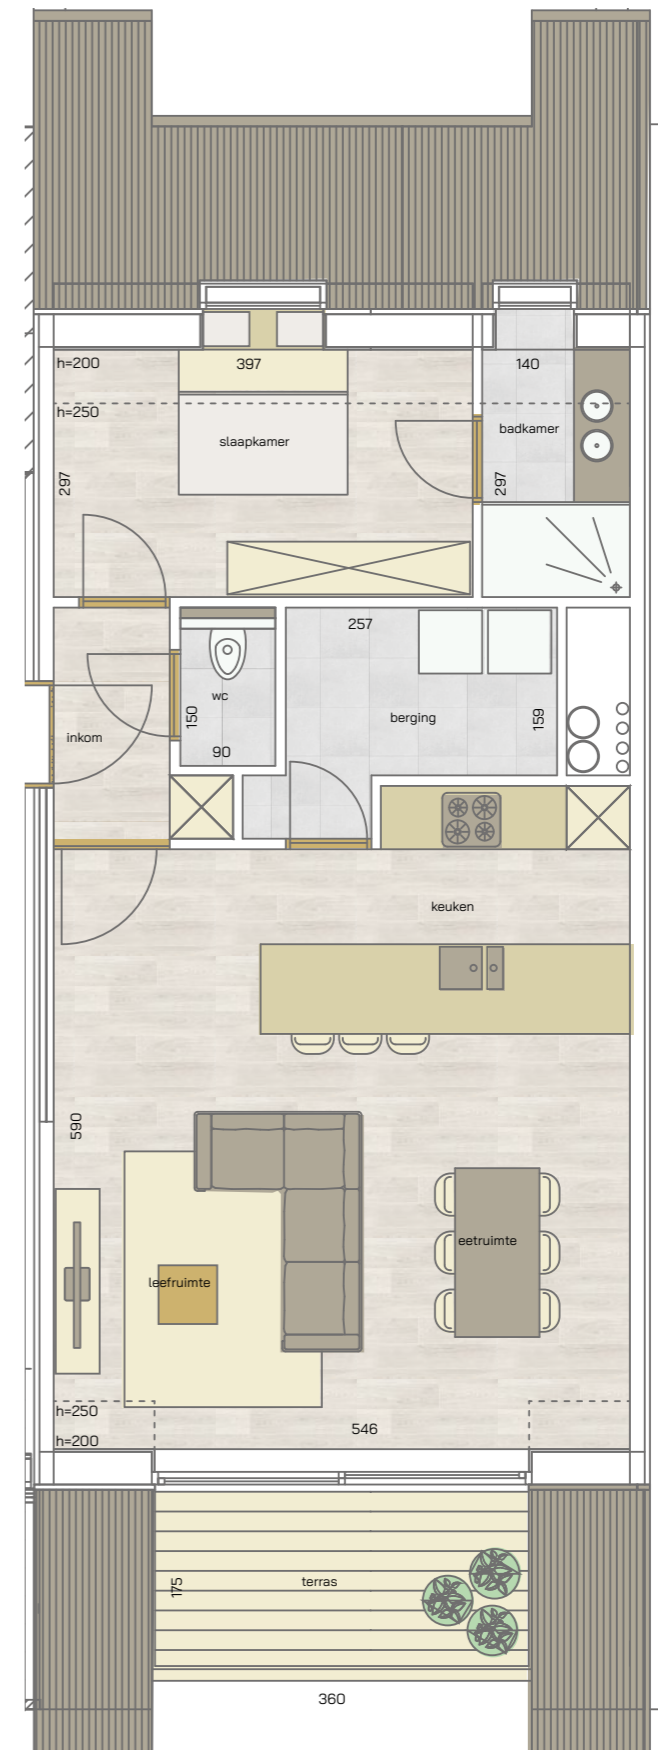 h=200
397
140
h=250
badkamer
slaapkamer
297
297
257
wc
150
berging
159
inkom
90
keuken
590
eetruimte
leefruimte
h=250
546
h=200
175
terras
360